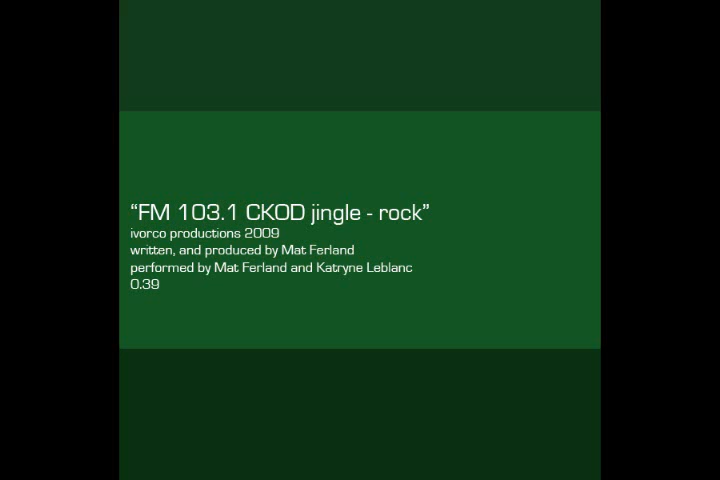 “FM 103.1 CKOD jingle - rock”
ivorco productions 2009
written, and produced by Mat Ferland
performed by Mat Ferland and Katryne Leblanc
0.39